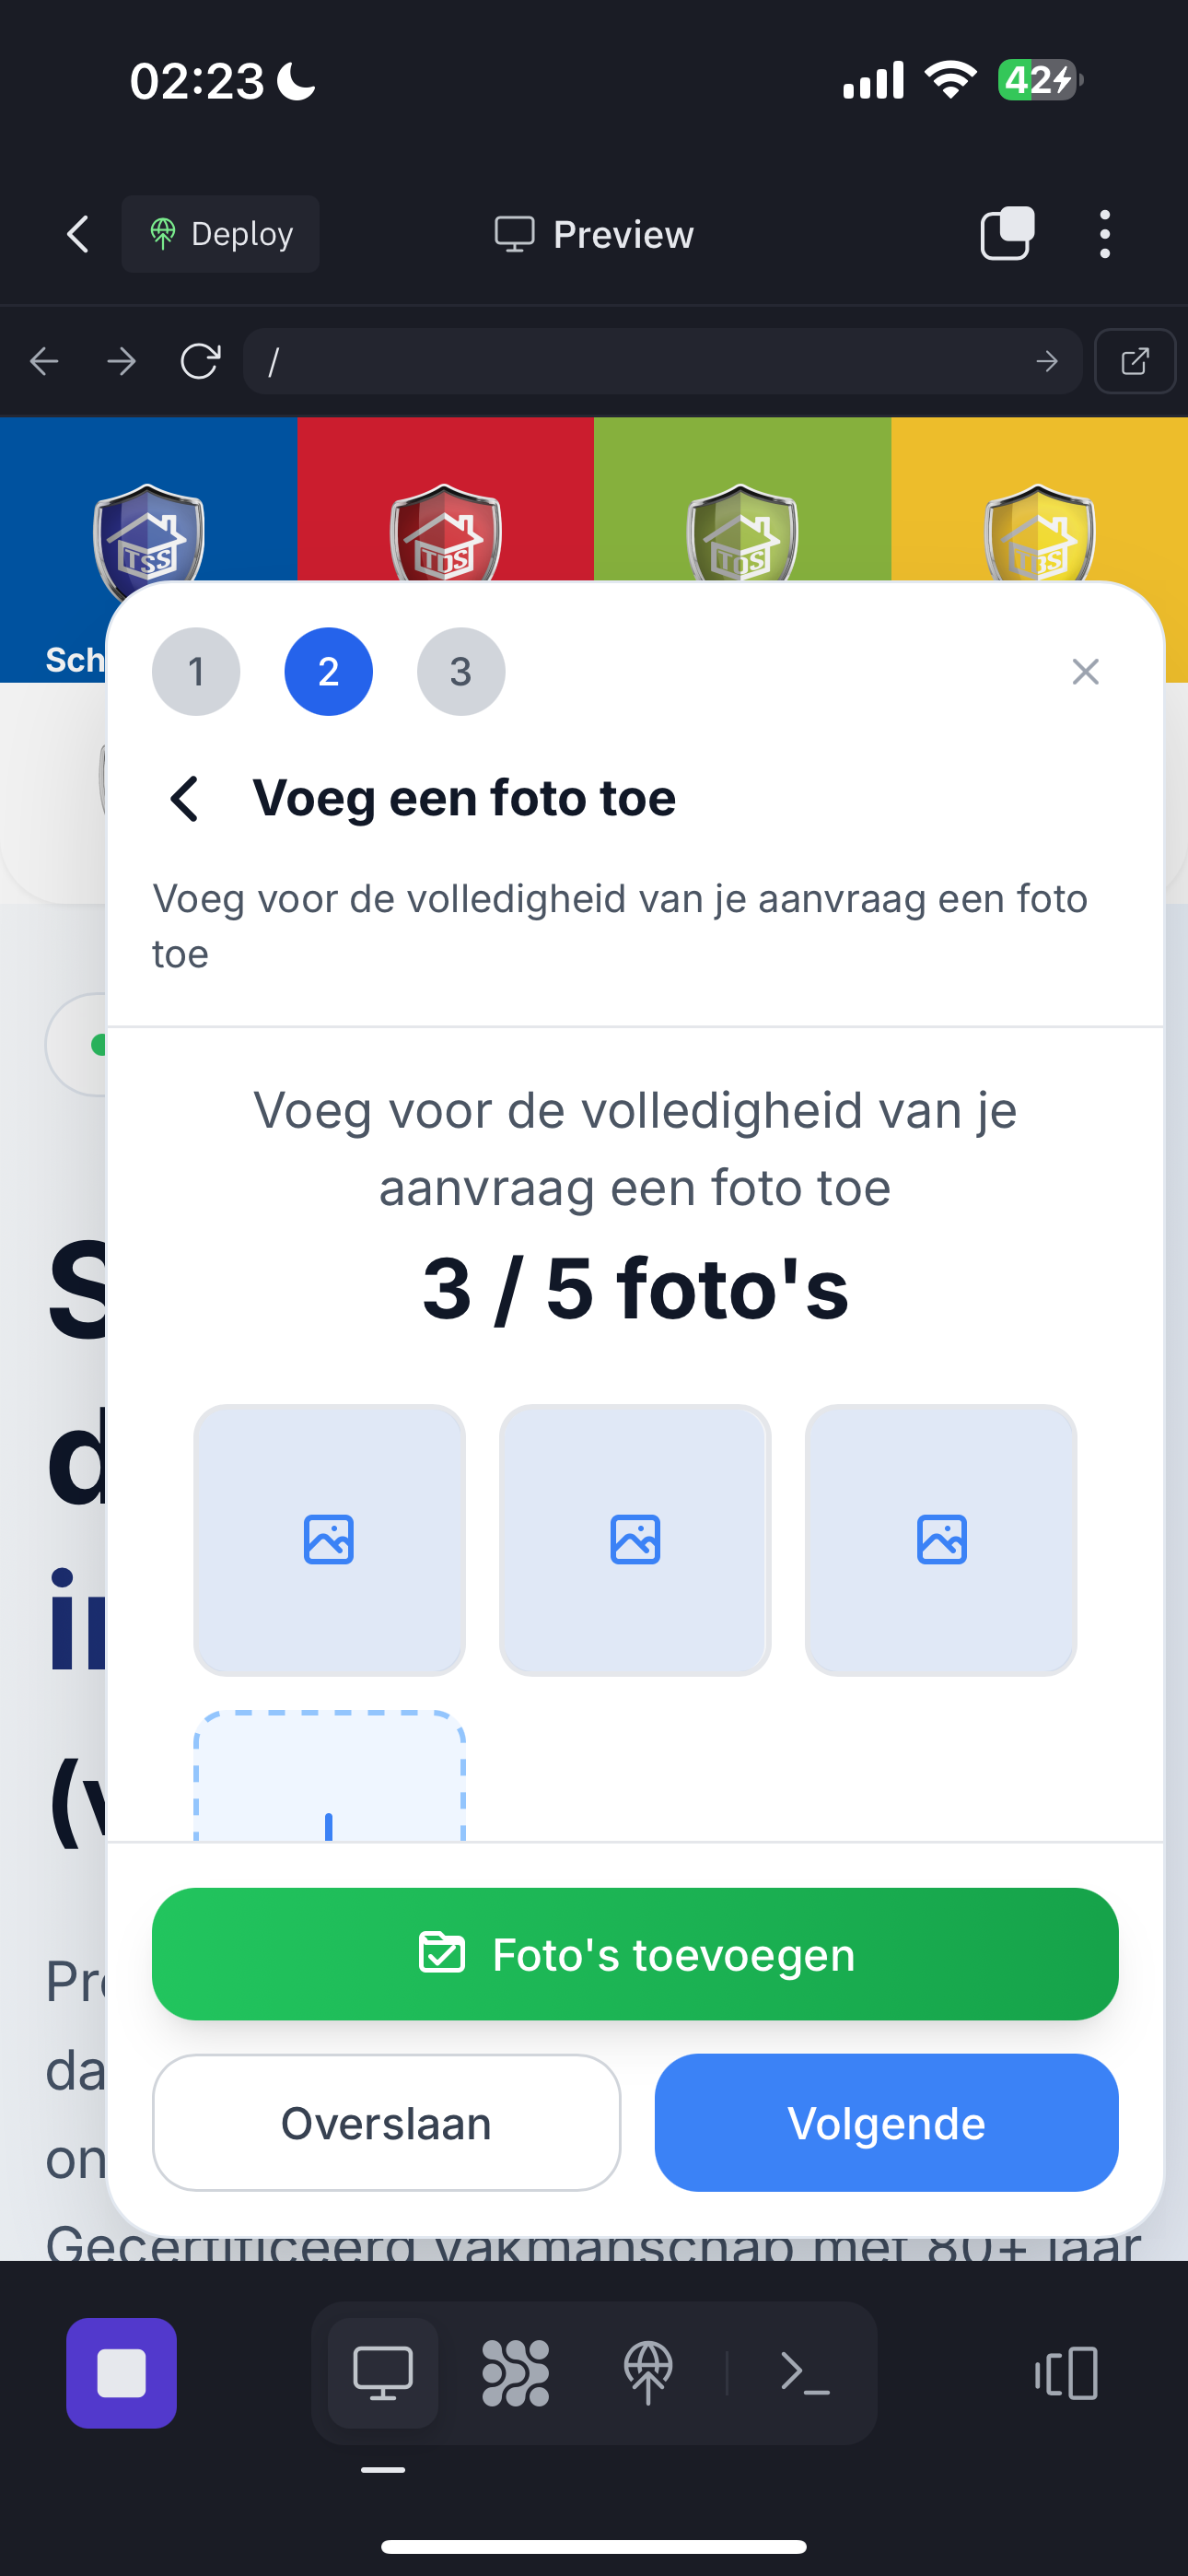 02:23
42
Deploy
Preview
/
TSS
TDS
TGS
TBS
Sch
1
2
3
Voeg een foto toe
Voeg voor de volledigheid van je aanvraag een foto
toe
Voeg voor de volledigheid van je
aanvraag een foto toe
3 / 5 foto's
S
d
i
(v
Foto's toevoegen
Pr
da
Overslaan
Volgende
on
Gecertificeerd vakmanschap met 80+ jaar